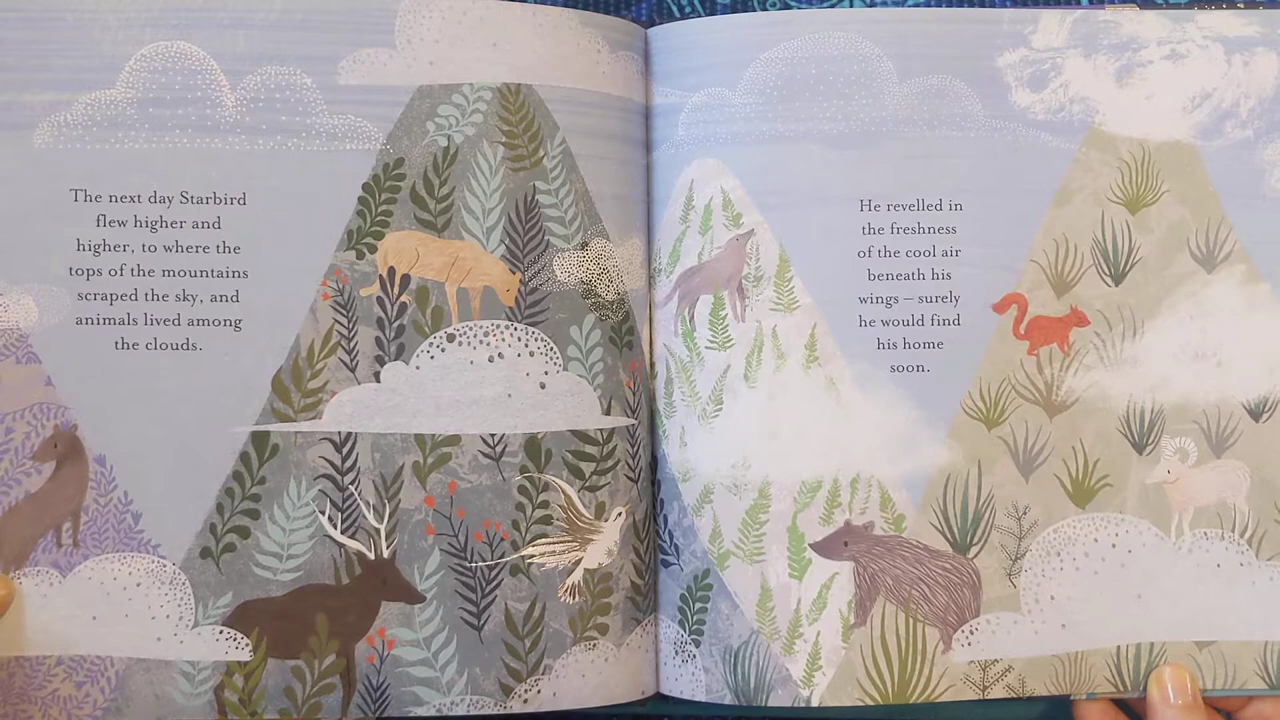 The next day Starbird
flew higher and
higher, to where the
tops of the mountains
scraped the sky, and
animals lived among
the clouds.
He revelled in
the freshness
of the cool air
beneath his
wings – surely
he would find
his home
soon.